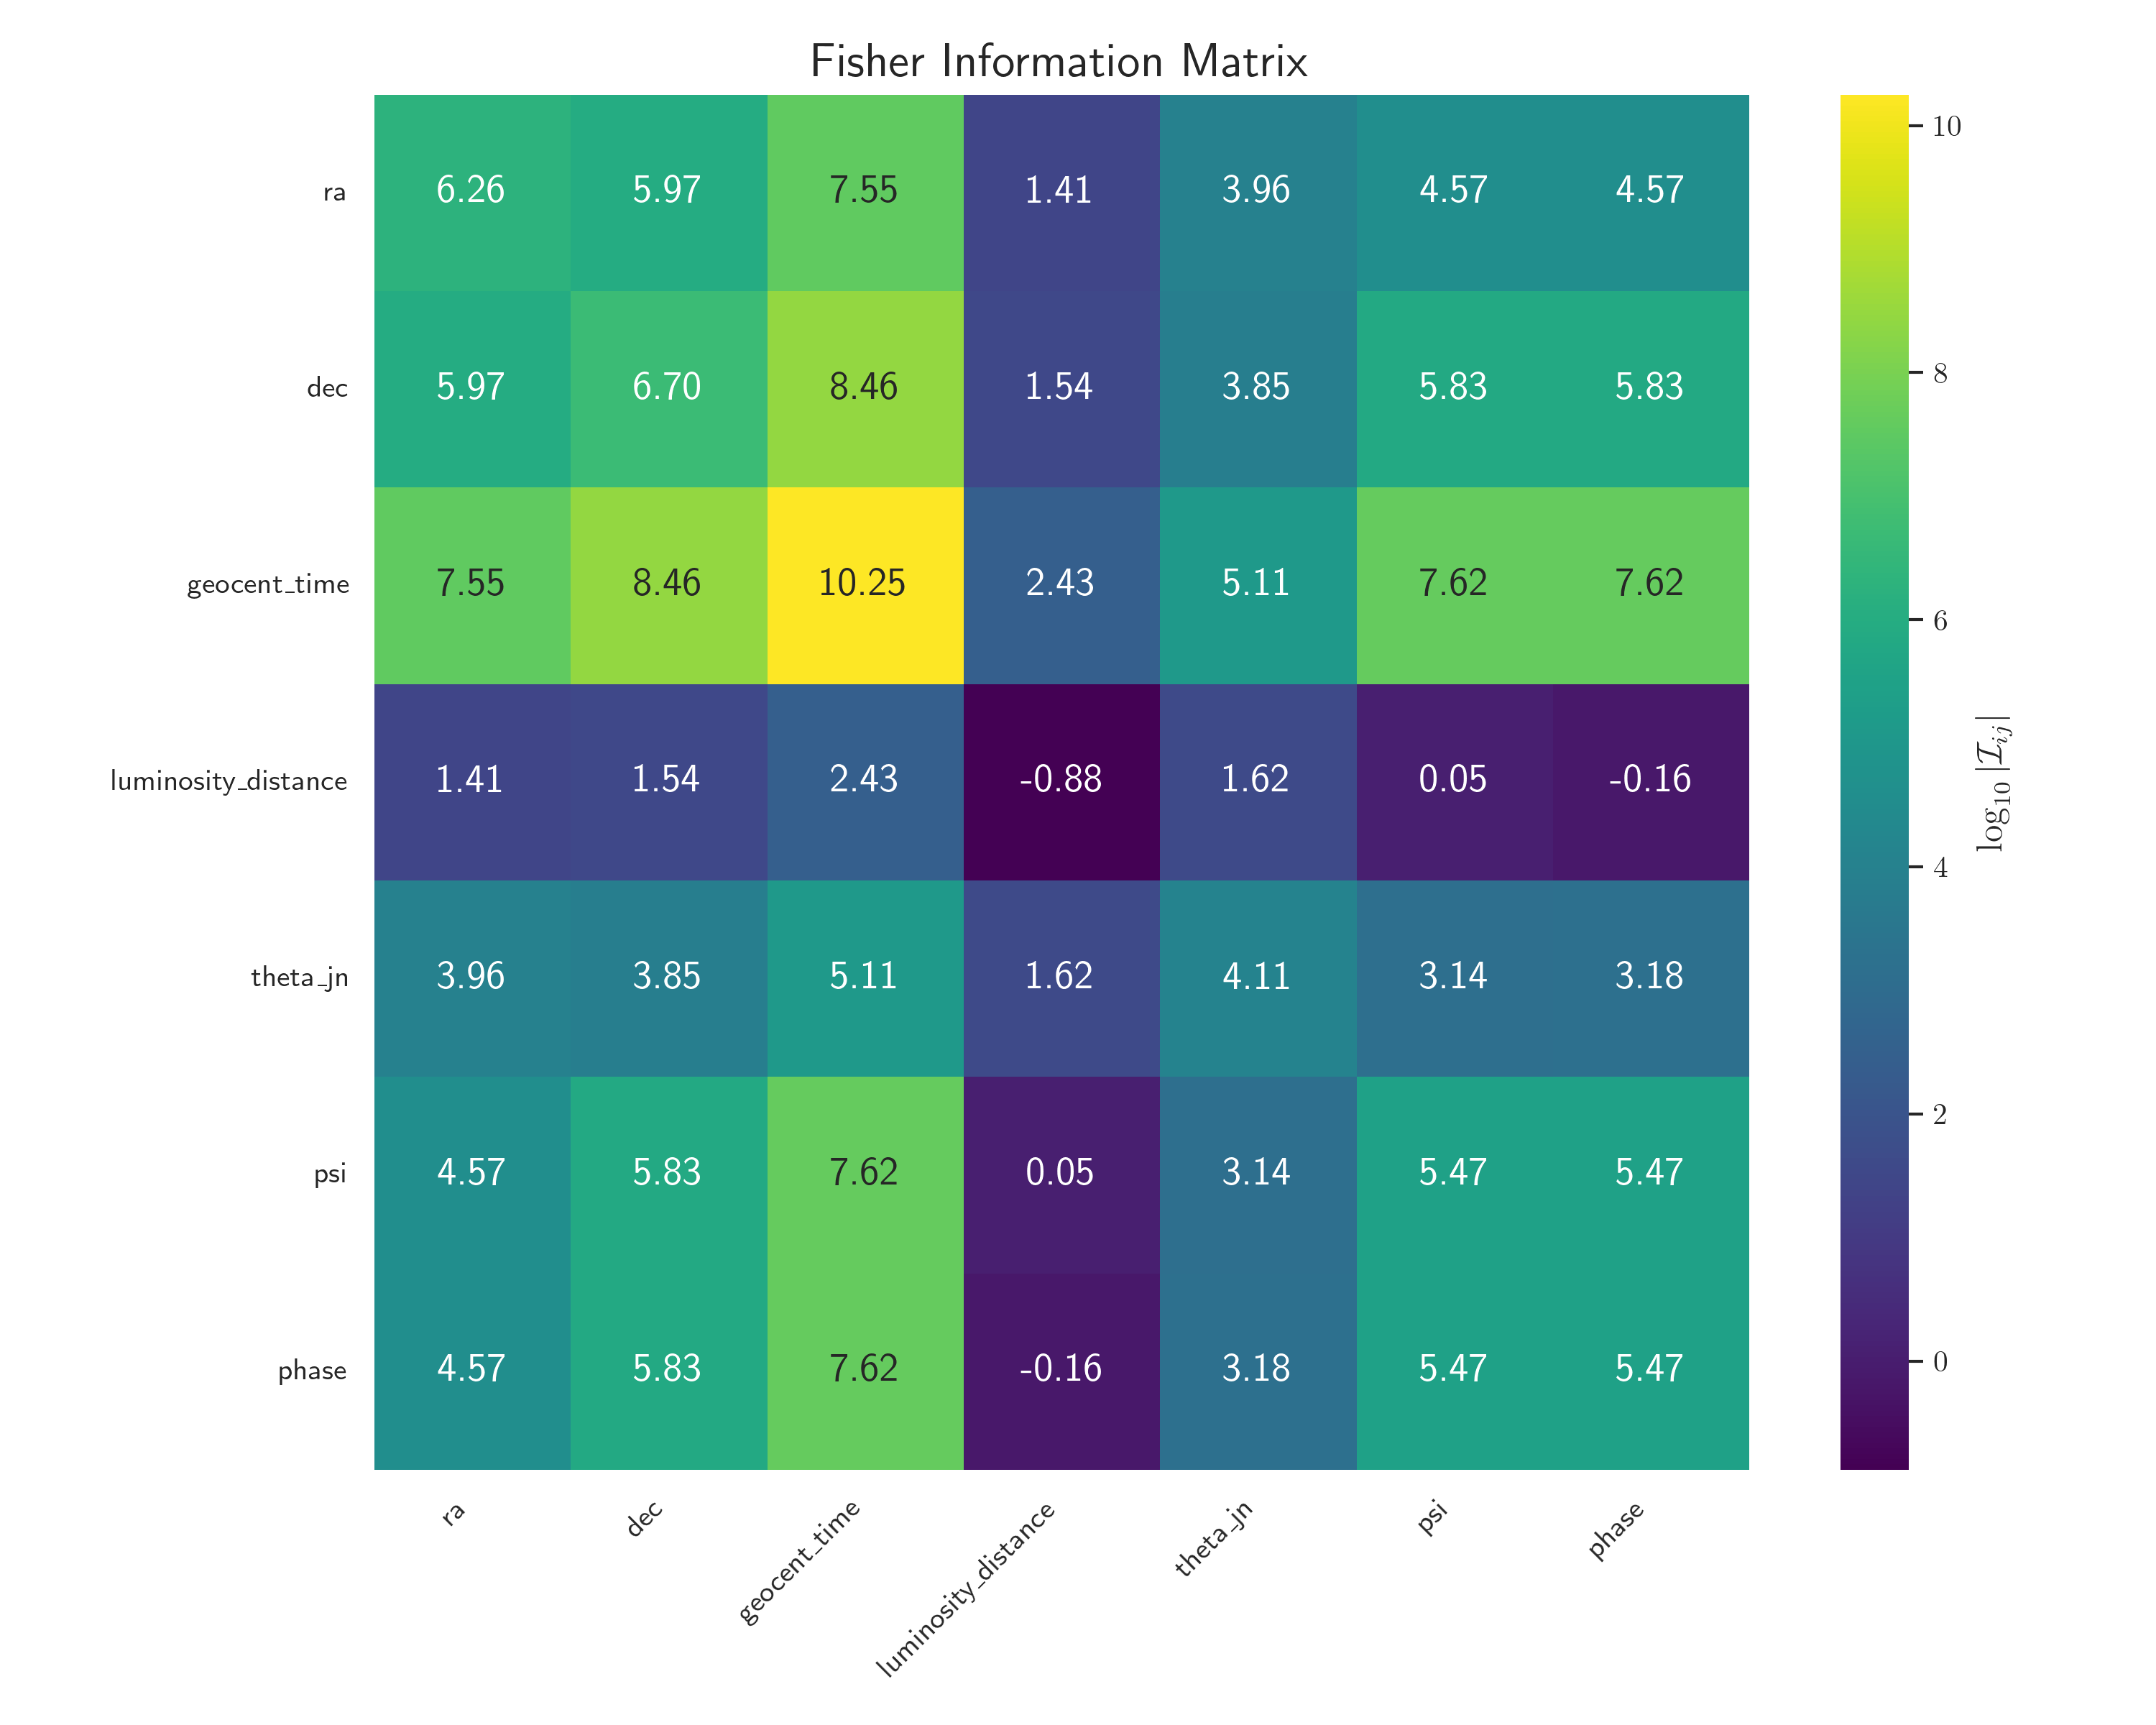 Fisher Information Matrix
ra 6.26 5.97 7.55 1.41 3.96 4.57 4.57
dec 5.97 6.70 8.46 1.54 3.85 5.83 5.83
geocent_time 7.55 8.46 10.25 2.43 5.11 7.62 7.62
luminosity_distance 1.41 1.54 2.43 -0.88 1.62 0.05 -0.16
theta_jn 3.96 3.85 5.11 1.62 4.11 3.14 3.18
psi 4.57 5.83 7.62 0.05 3.14 5.47 5.47
phase 4.57 5.83 7.62 -0.16 3.18 5.47 5.47
ra dec geocent_time luminosity_distance theta_jn psi phase
10
8
6
4
2
0
log₁₀ |𝓘ᵢⱼ|